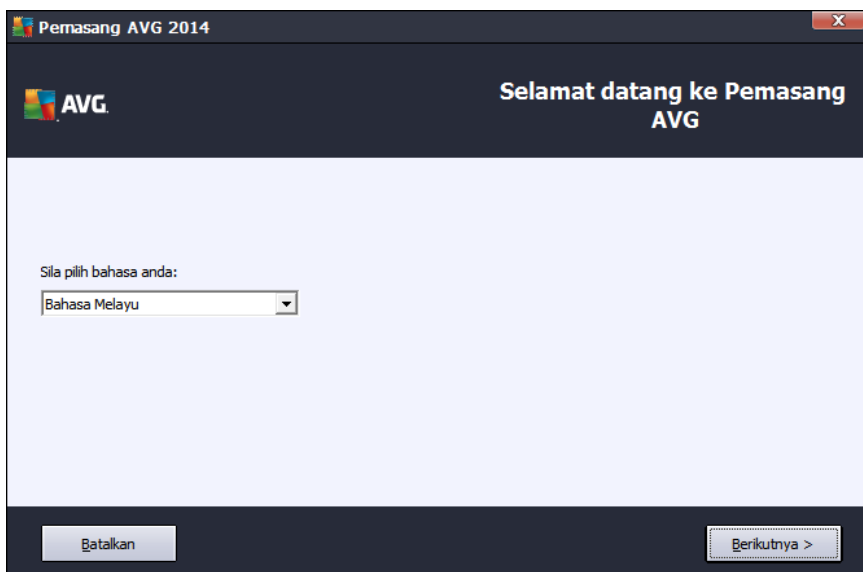 Pemasang AVG 2014
AVG.
Selamat datang ke Pemasang
AVG
Sila pilih bahasa anda:
Bahasa Melayu
Batalkan
Berikutnya >